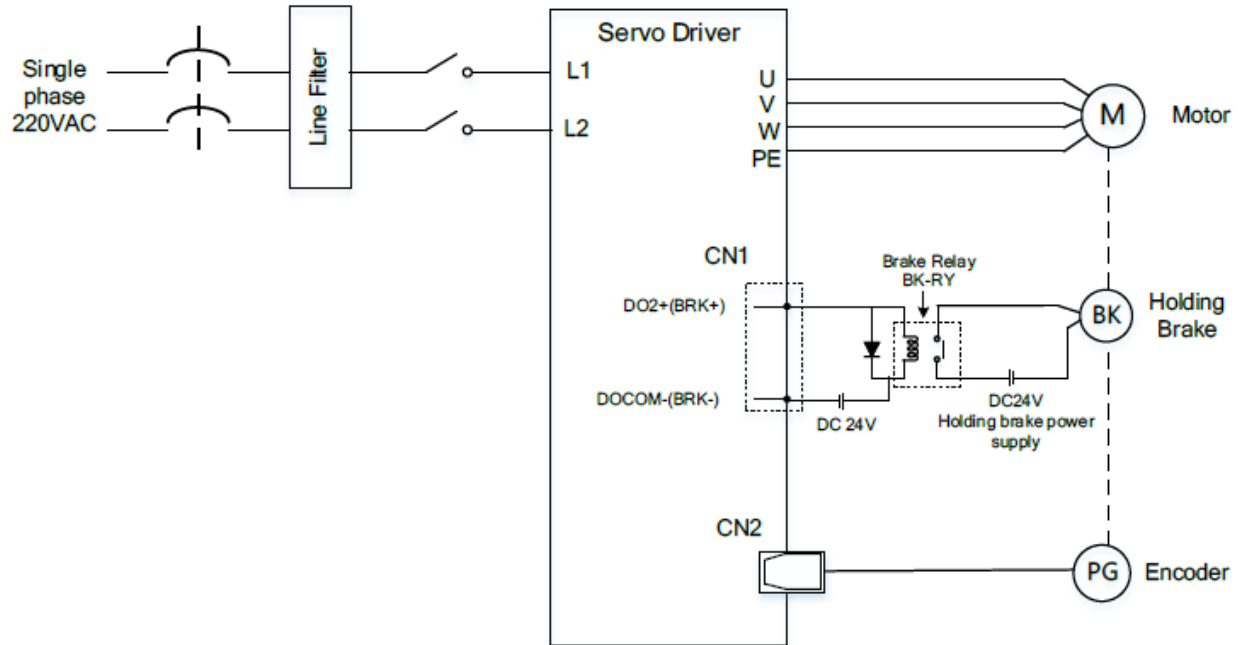 Servo Driver
Single
phase
220VAC
Line Filter
L1
L2
U
V
W
PE
M
Motor
CN1
Brake Relay
BK-RY
DO2+(BRK+)
BK
Holding
Brake
DOCOM-(BRK-)
DC 24V
DC24V
Holding brake power
supply
CN2
PG
Encoder